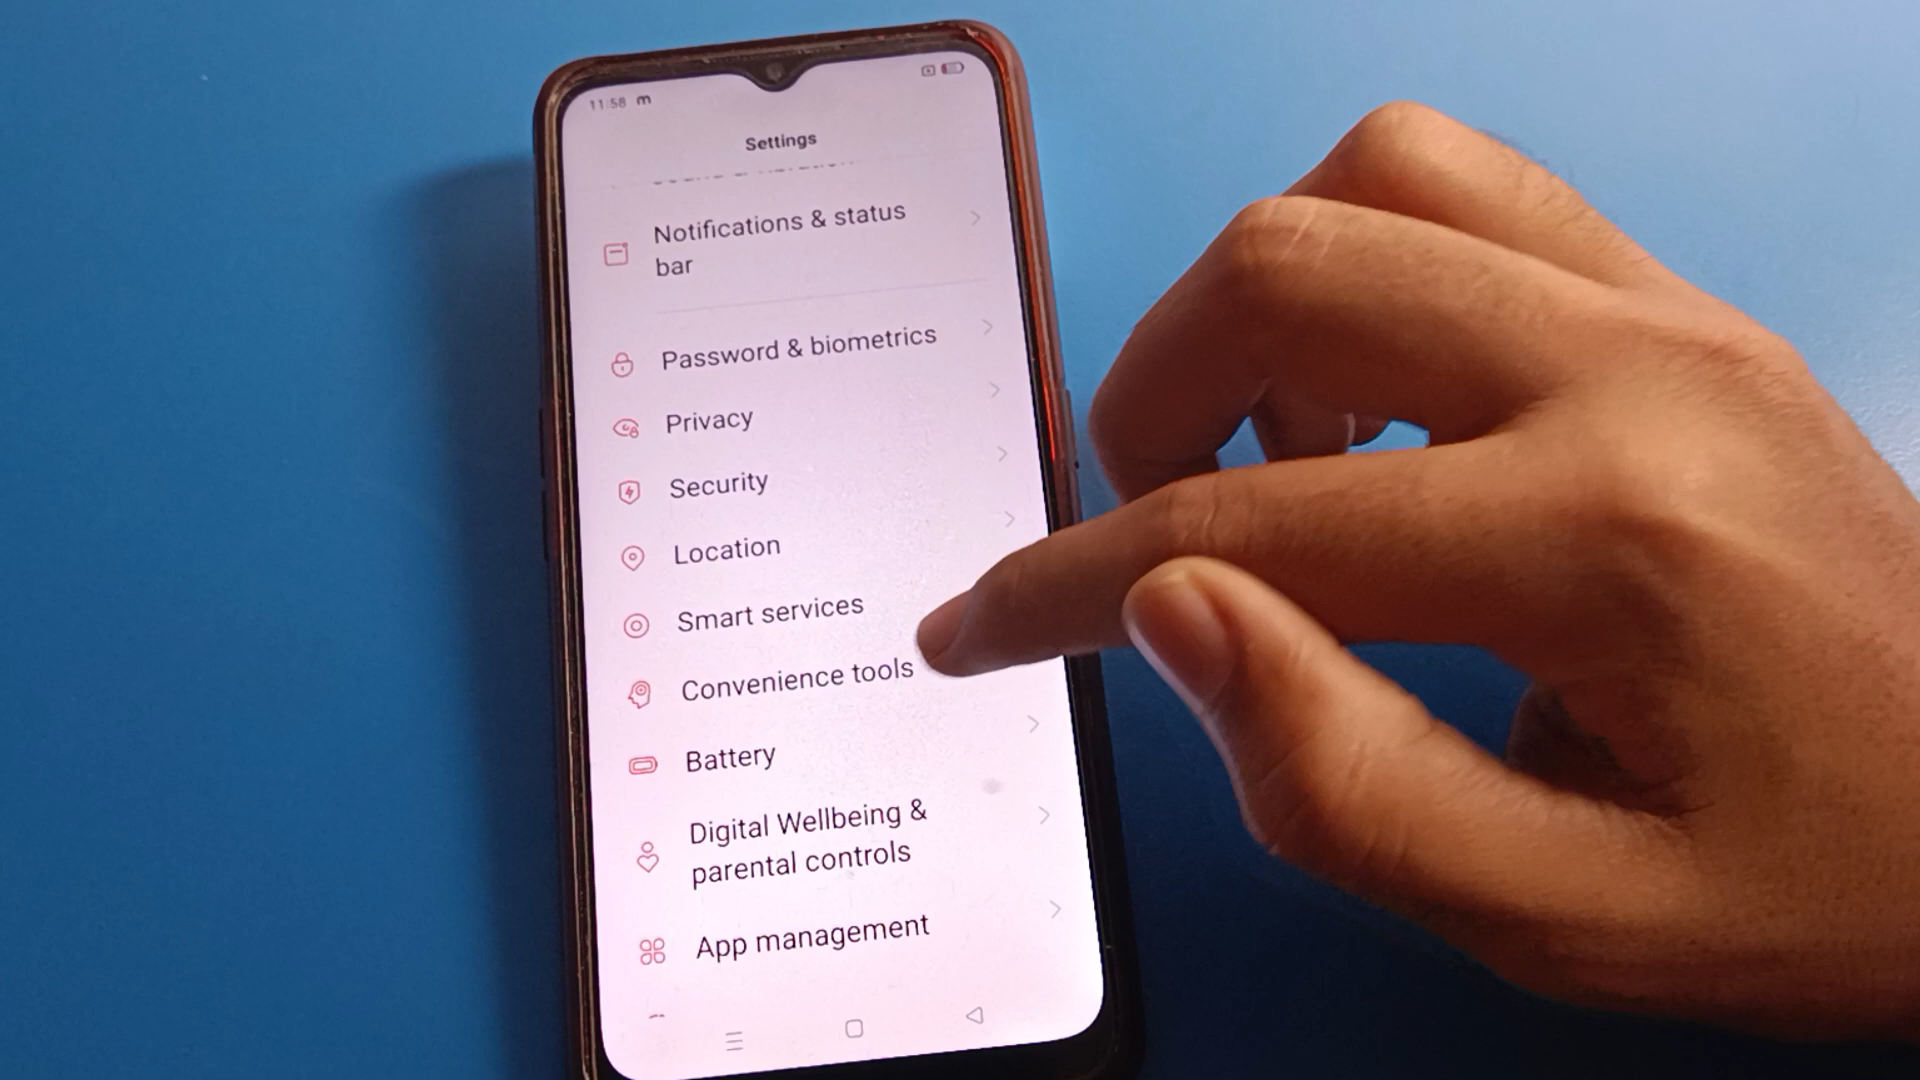 11:58 m
Settings
Notifications & status
bar
Password & biometrics
Privacy
Security
Location
Smart services
Convenience tools
Battery
Digital Wellbeing &
parental controls
App management